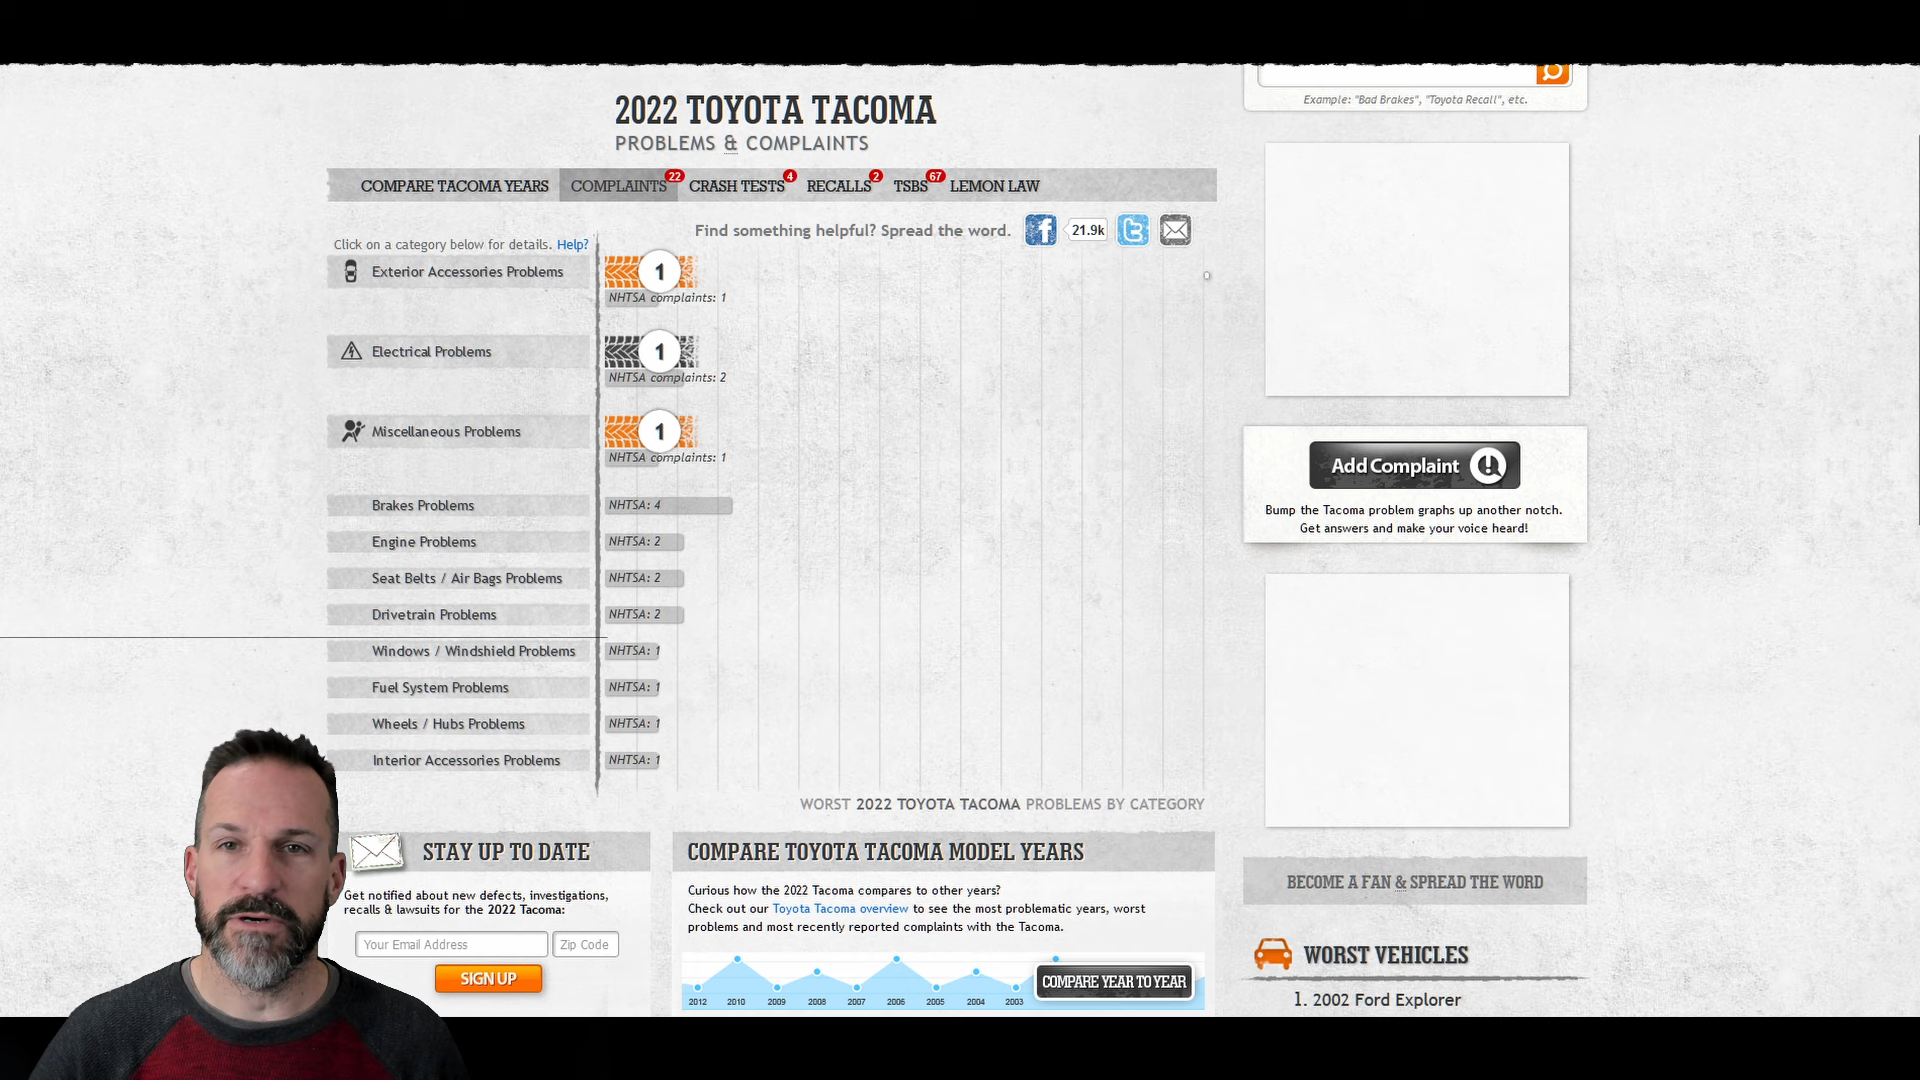 Example: "Bad Brakes", "Toyota Recall", etc.
2022 TOYOTA TACOMA
PROBLEMS & COMPLAINTS
COMPARE TACOMA YEARS COMPLAINTS 22 CRASH TESTS 4 RECALLS 2 TSBS 67 LEMON LAW
Find something helpful? Spread the word. 21.9k
Click on a category below for details. Help?
Exterior Accessories Problems 1
NHTSA complaints: 1
Electrical Problems 1
NHTSA complaints: 2
Miscellaneous Problems 1
NHTSA complaints: 1
Brakes Problems NHTSA: 4
Engine Problems NHTSA: 2
Seat Belts / Air Bags Problems NHTSA: 2
Drivetrain Problems NHTSA: 2
Windows / Windshield Problems NHTSA: 1
Fuel System Problems NHTSA: 1
Wheels / Hubs Problems NHTSA: 1
Interior Accessories Problems NHTSA: 1
WORST 2022 TOYOTA TACOMA PROBLEMS BY CATEGORY
Add Complaint
Bump the Tacoma problem graphs up another notch.
Get answers and make your voice heard!
STAY UP TO DATE
Get notified about new defects, investigations,
recalls & lawsuits for the 2022 Tacoma:
Your Email Address Zip Code
SIGN UP
COMPARE TOYOTA TACOMA MODEL YEARS
Curious how the 2022 Tacoma compares to other years?
Check out our Toyota Tacoma overview to see the most problematic years, worst
problems and most recently reported complaints with the Tacoma.
COMPARE YEAR TO YEAR
2012 2010 2009 2008 2007 2006 2005 2004 2003
BECOME A FAN & SPREAD THE WORD
WORST VEHICLES
1. 2002 Ford Explorer